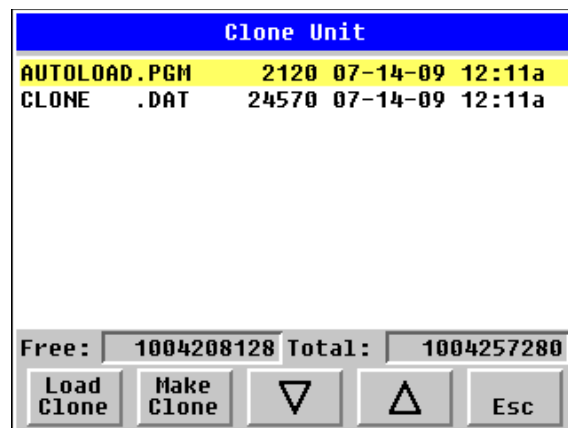 Clone Unit
AUTOLOAD.PGM 2120 07-14-09 12:11a
CLONE .DAT 24570 07-14-09 12:11a
Free: 1004208128 Total: 1004257280
Load Clone Make Clone Esc